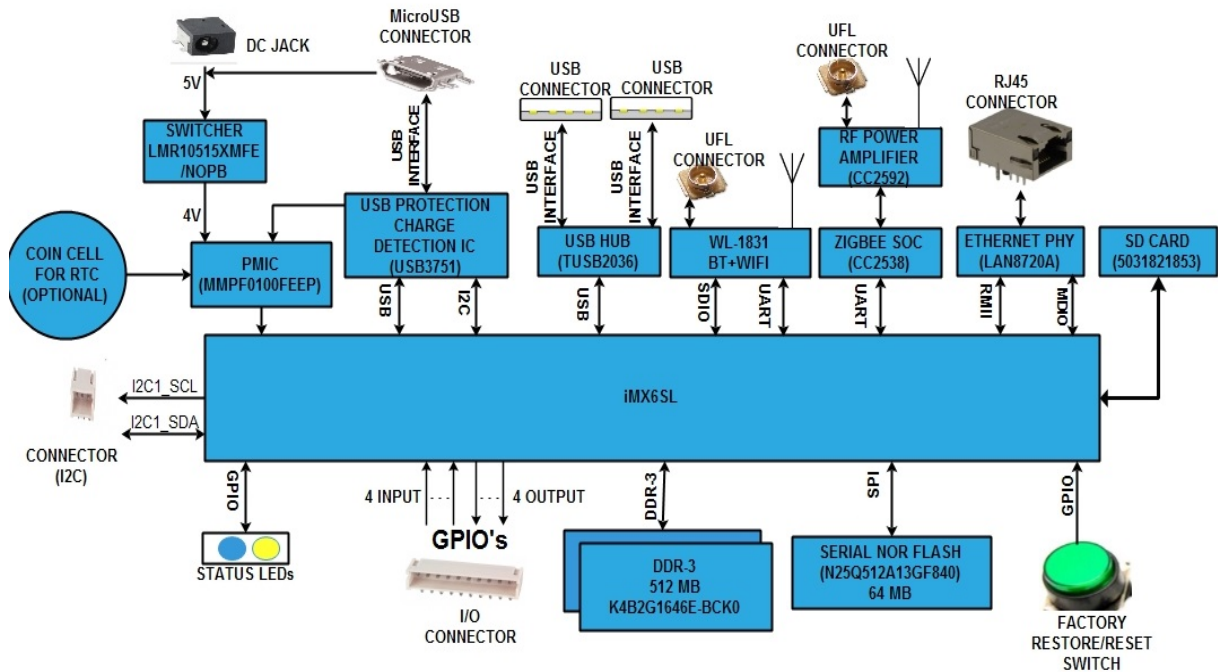 DC JACK
MicroUSB
CONNECTOR
5V
SWITCHER
LMR10515XMFE
/NOPB
4V
COIN CELL
FOR RTC
(OPTIONAL)
PMIC
(MMPF0100FEEP)
USB
INTERFACE
USB PROTECTION
CHARGE
DETECTION IC
(USB3751)
USB
I2C
USB
CONNECTOR
USB
CONNECTOR
USB
INTERFACE
USB
INTERFACE
USB HUB
(TUSB2036)
USB
UFL
CONNECTOR
WL-1831
BT+WIFI
SDIO
UART
UFL
CONNECTOR
RF POWER
AMPLIFIER
(CC2592)
ZIGBEE SOC
(CC2538)
UART
RJ45
CONNECTOR
ETHERNET PHY
(LAN8720A)
RMII
MDIO
SD CARD
(5031821853)
iMX6SL
I2C1_SCL
I2C1_SDA
CONNECTOR
(I2C)
GPIO
STATUS LEDs
4 INPUT
4 OUTPUT
GPIO's
I/O
CONNECTOR
DDR-3
DDR-3
512 MB
K4B2G1646E-BCK0
SPI
SERIAL NOR FLASH
(N25Q512A13GF840)
64 MB
GPIO
FACTORY
RESTORE/RESET
SWITCH